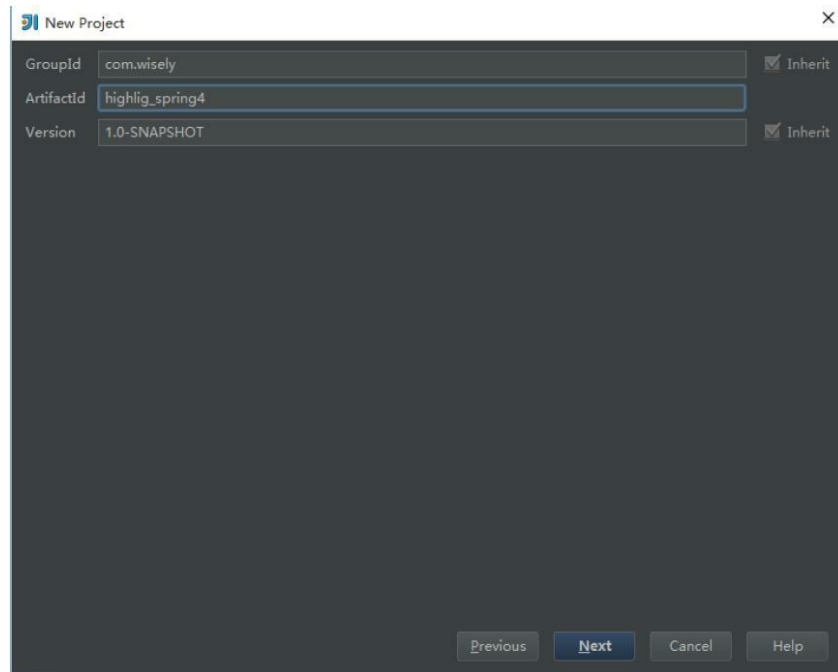 New Project
GroupId com.wisely Inherit
ArtifactId highlig_spring4
Version 1.0-SNAPSHOT Inherit
Previous Next Cancel Help